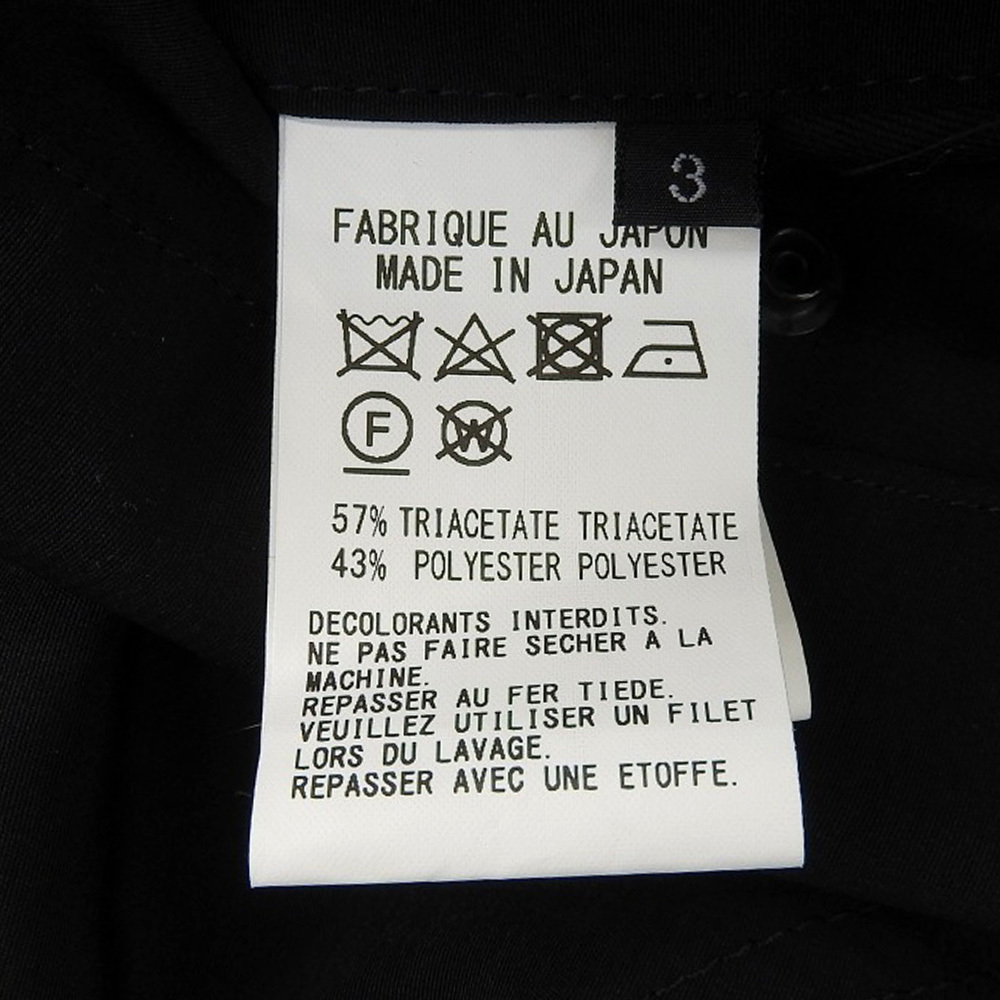 3
FABRIQUE AU JAPON
MADE IN JAPAN
F
W
57% TRIACETATE TRIACETATE
43% POLYESTER POLYESTER
DECOLORANTS INTERDITS.
NE PAS FAIRE SECHER A LA
MACHINE.
REPASSER AU FER TIEDE.
VEUILLEZ UTILISER UN FILET
LORS DU LAVAGE.
REPASSER AVEC UNE ETOFFE.